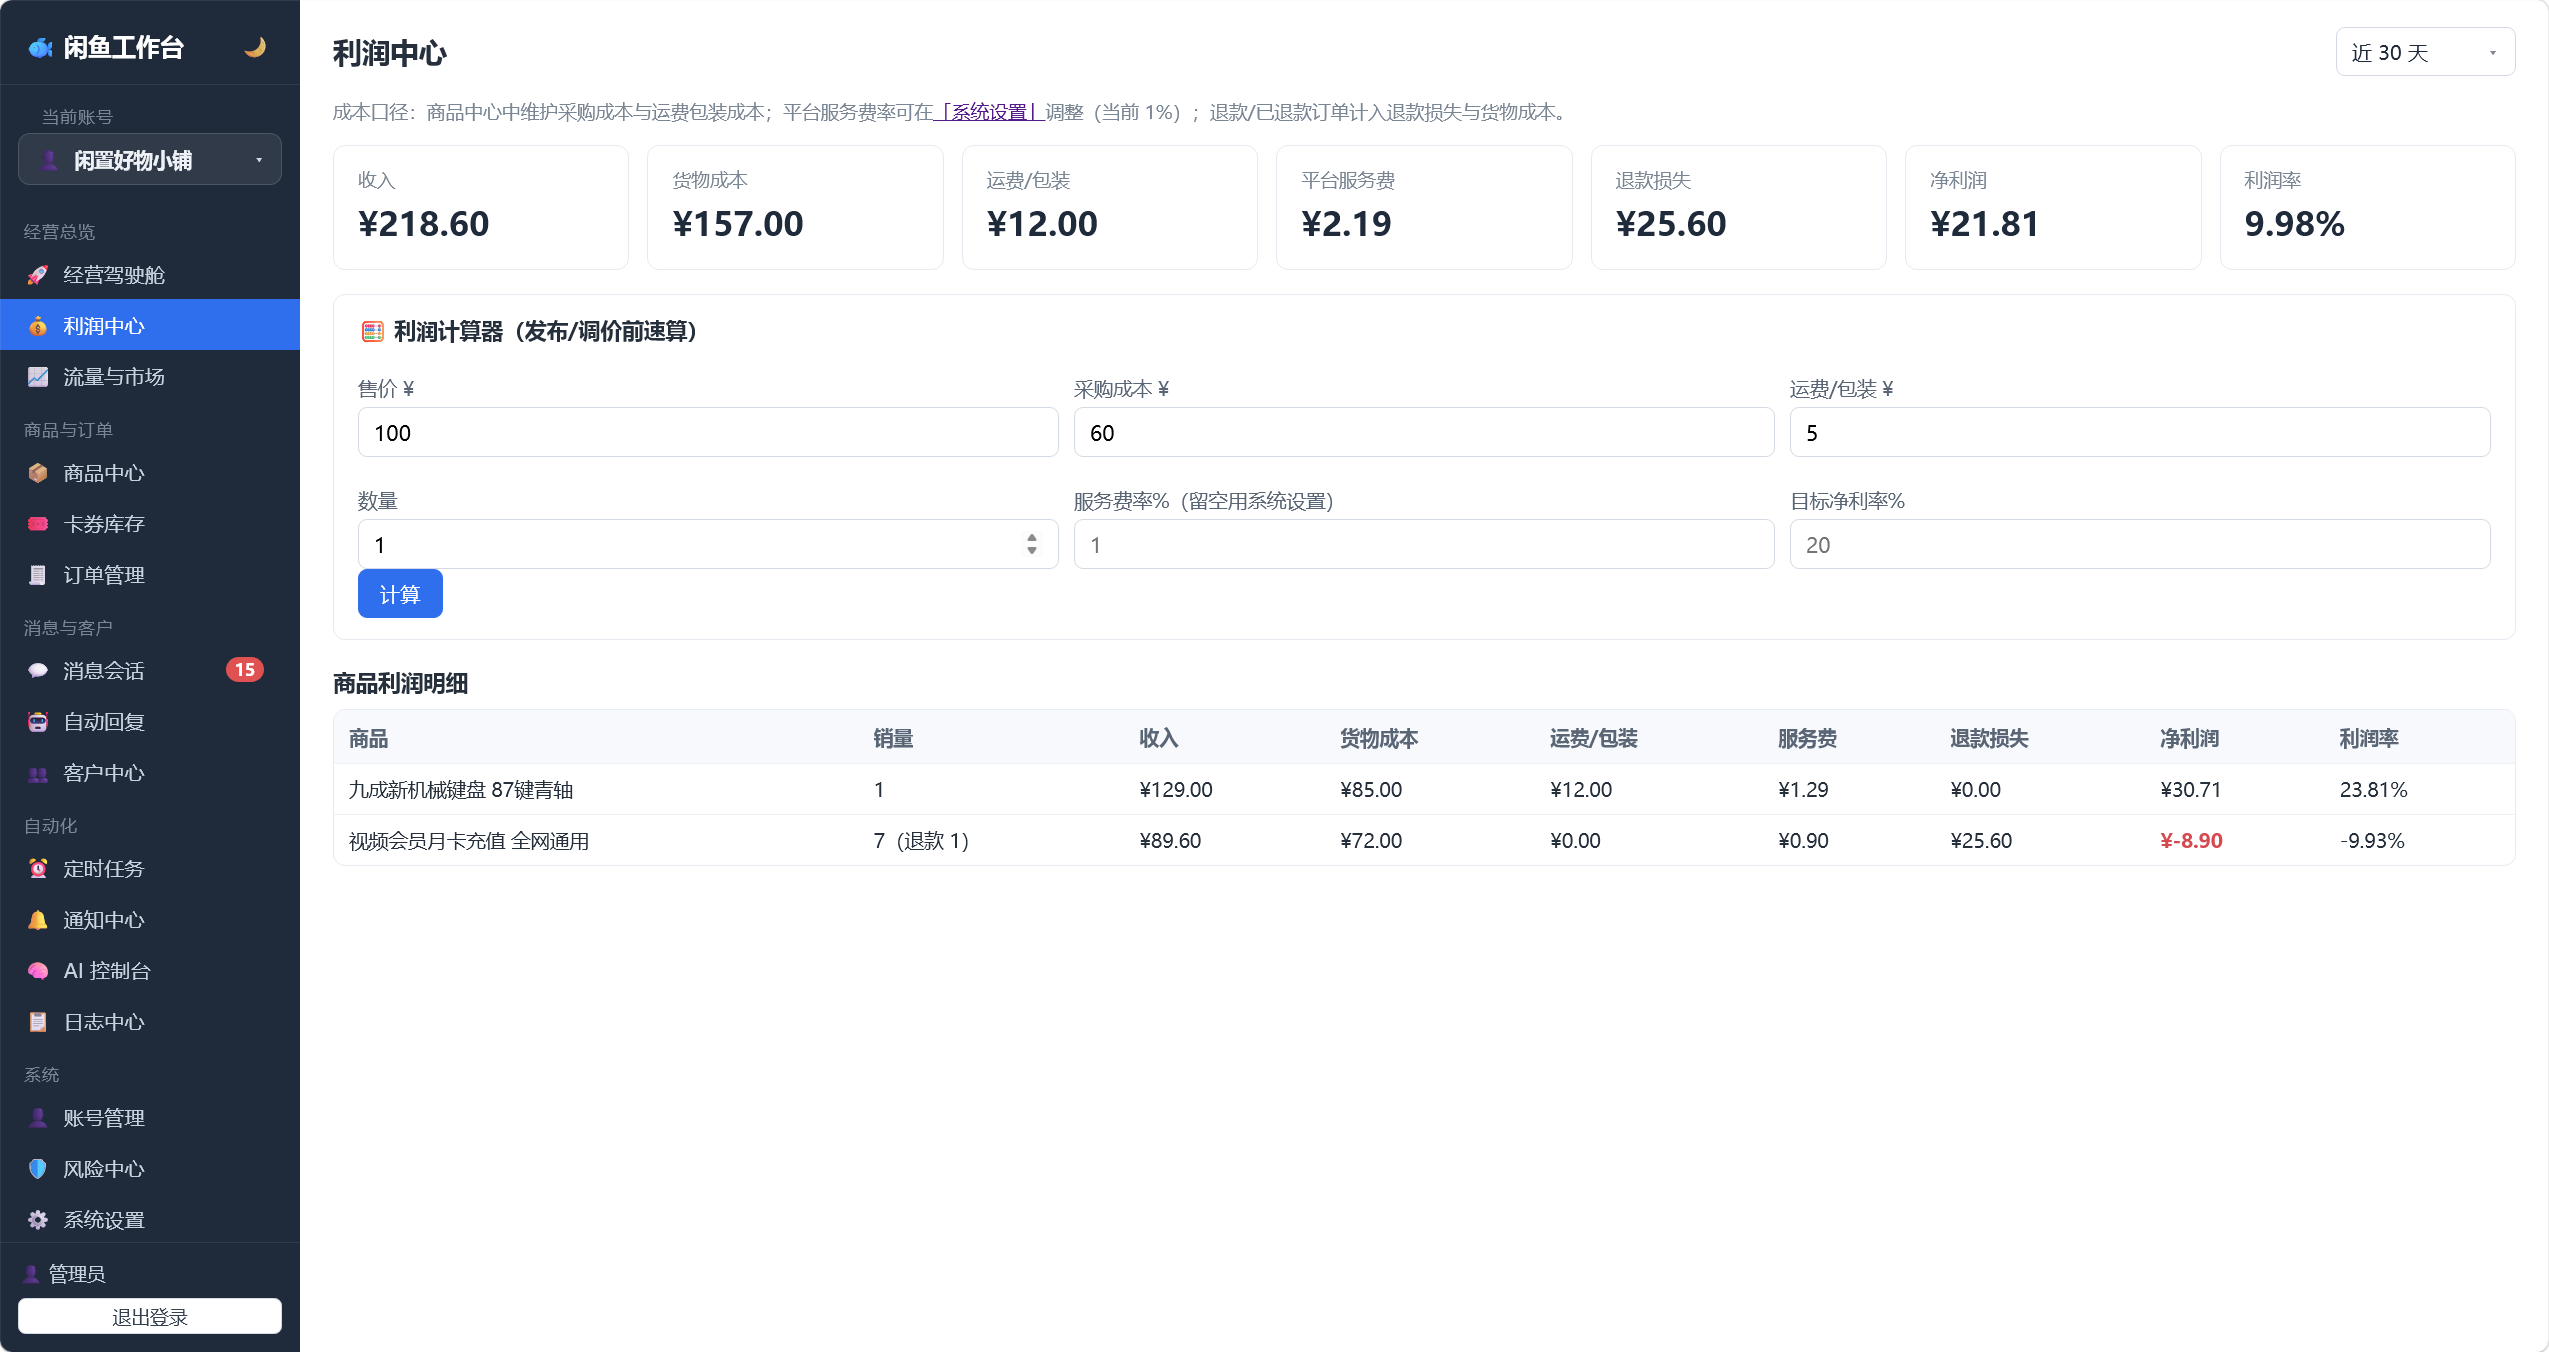 闲鱼工作台
当前账号
闲置好物小铺
经营总览
经营驾驶舱
利润中心
流量与市场
商品与订单
商品中心
卡券库存
订单管理
消息与客户
消息会话 15
自动回复
客户中心
自动化
定时任务
通知中心
AI 控制台
日志中心
系统
账号管理
风险中心
系统设置
管理员
退出登录
利润中心
近 30 天
成本口径：商品中心中维护采购成本与运费包装成本；平台服务费率可在「系统设置」调整（当前 1%）；退款/已退款订单计入退款损失与货物成本。
收入 货物成本 运费/包装 平台服务费 退款损失 净利润 利润率
¥218.60 ¥157.00 ¥12.00 ¥2.19 ¥25.60 ¥21.81 9.98%
利润计算器（发布/调价前速算）
售价 ¥ 采购成本 ¥ 运费/包装 ¥
100 60 5
数量 服务费率%（留空用系统设置） 目标净利率%
1 1 20
计算
商品利润明细
商品 销量 收入 货物成本 运费/包装 服务费 退款损失 净利润 利润率
九成新机械键盘 87键青轴 1 ¥129.00 ¥85.00 ¥12.00 ¥1.29 ¥0.00 ¥30.71 23.81%
视频会员月卡充值 全网通用 7（退款 1） ¥89.60 ¥72.00 ¥0.00 ¥0.90 ¥25.60 ¥-8.90 -9.93%